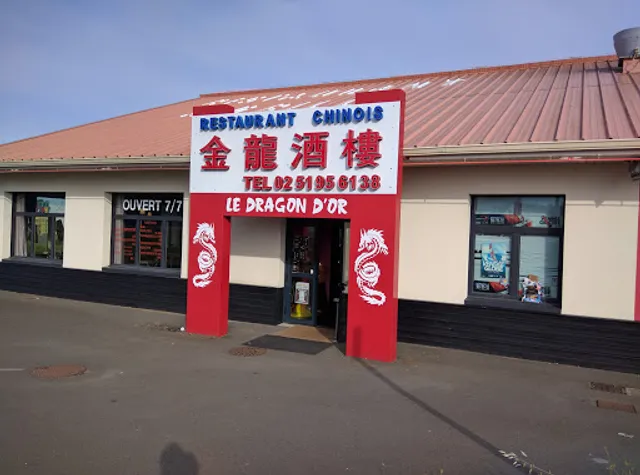 RESTAURANT CHINOIS
金龍酒樓
TEL 02 51 95 61 38
LE DRAGON D'OR
OUVERT 7/7